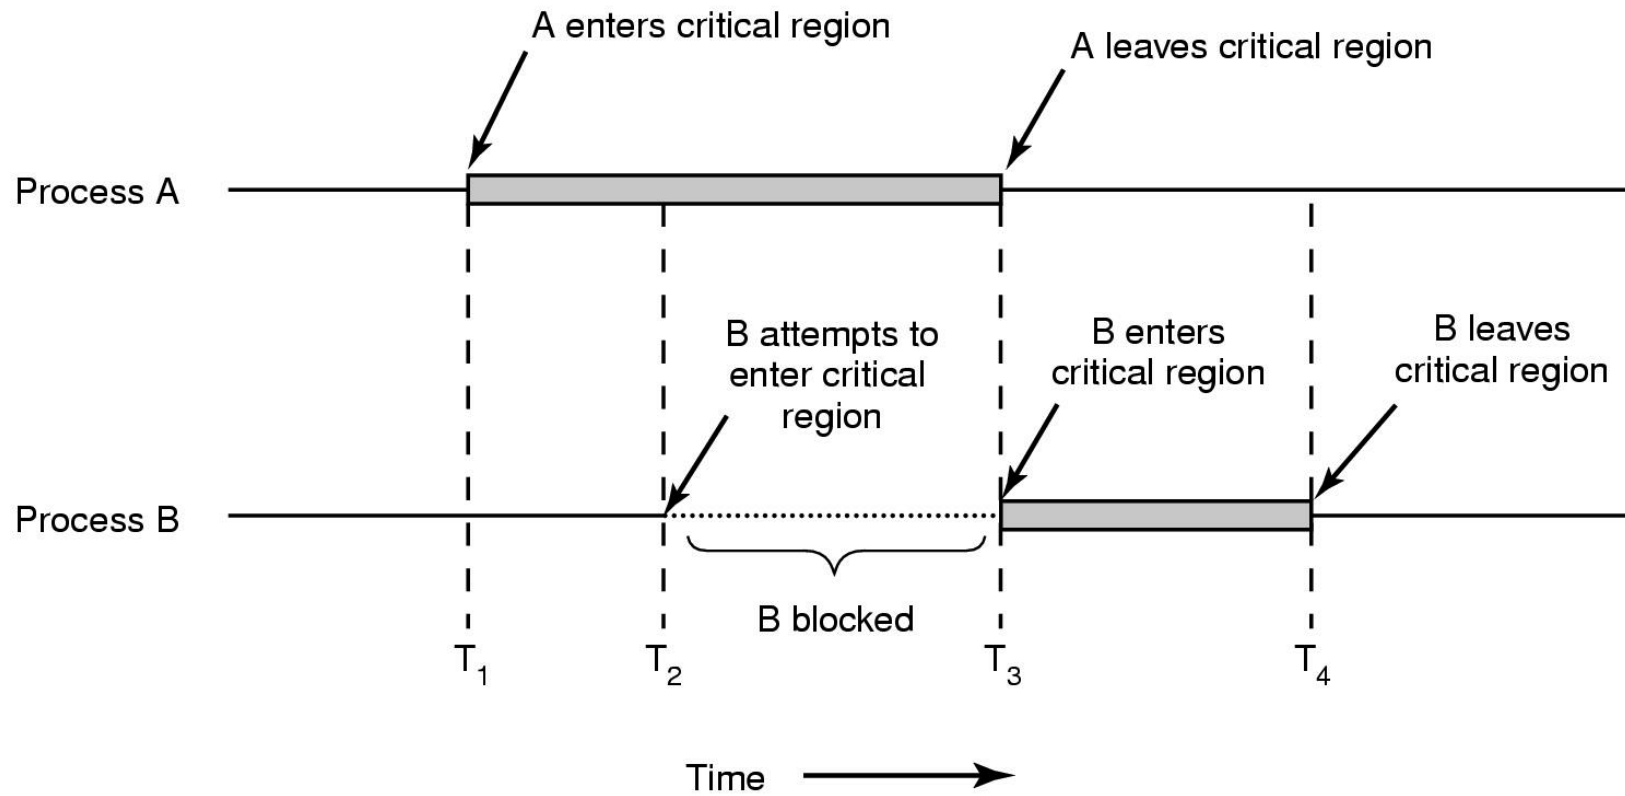 A enters critical region
A leaves critical region
Process A
B attempts to
enter critical
region
B enters
critical region
B leaves
critical region
Process B
B blocked
T1
T2
T3
T4
Time